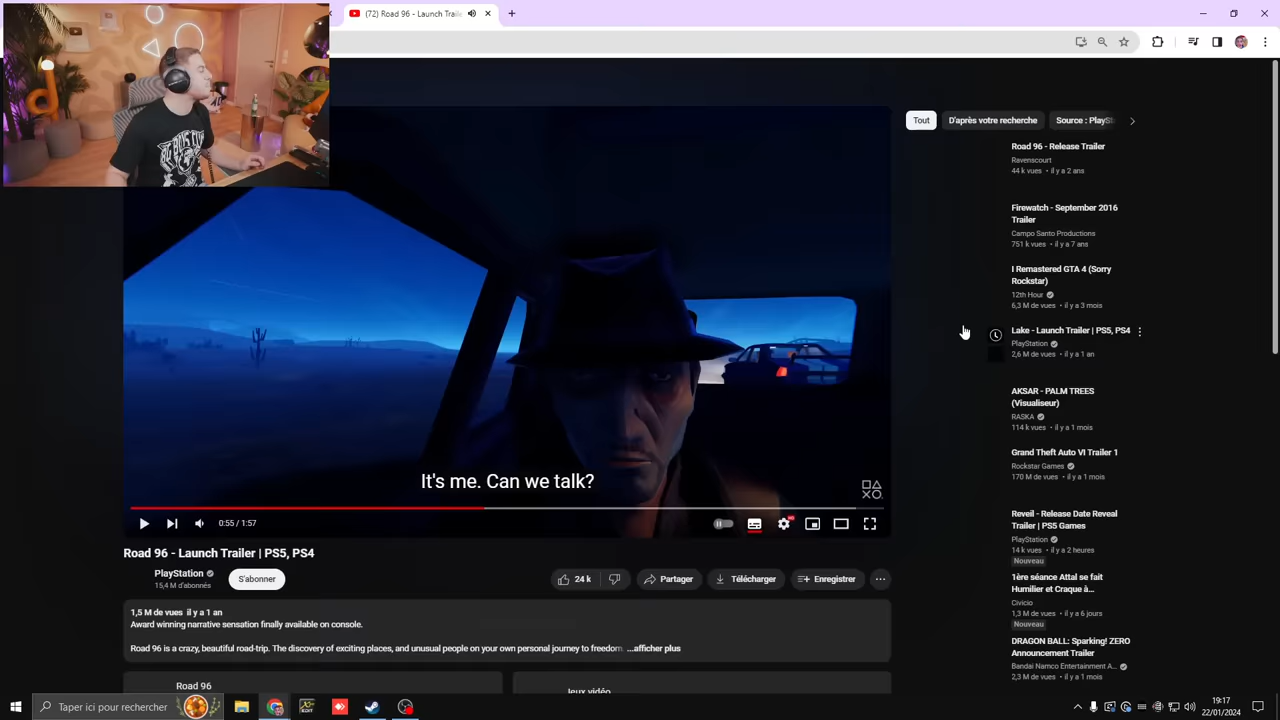 (72) Road 96 - Launch Traile
Tout
D'après votre recherche
Source : PlaySt
Road 96 - Release Trailer
Ravenscourt
44 k vues • il y a 2 ans
Firewatch - September 2016
Trailer
Campo Santo Productions
751 k vues • il y a 7 ans
I Remastered GTA 4 (Sorry
Rockstar)
12th Hour
6,3 M de vues • il y a 3 mois
Lake - Launch Trailer | PS5, PS4
PlayStation
2,6 M de vues • il y a 1 an
AKSAR - PALM TREES
(Visualiseur)
RASKA
114 k vues • il y a 1 mois
Grand Theft Auto VI Trailer 1
Rockstar Games
170 M de vues • il y a 1 mois
Reveil - Release Date Reveal
Trailer | PS5 Games
PlayStation
14 k vues • il y a 2 heures
Nouveau
1ère séance Attal se fait
Humilier et Craque à...
Civicio
1,3 M de vues • il y a 6 jours
Nouveau
DRAGON BALL: Sparking! ZERO
Announcement Trailer
Bandai Namco Entertainment A...
2,3 M de vues • il y a 1 mois
It's me. Can we talk?
0:55 / 1:57
Road 96 - Launch Trailer | PS5, PS4
PlayStation
15,4 M d'abonnés
S'abonner
24 k
Partager
Télécharger
Enregistrer
1,5 M de vues il y a 1 an
Award winning narrative sensation finally available on console.
Road 96 is a crazy, beautiful road-trip. The discovery of exciting places, and unusual people on your own personal journey to freedom. ...afficher plus
Road 96
Jeux vidéo
Taper ici pour rechercher
19:17
22/01/2024